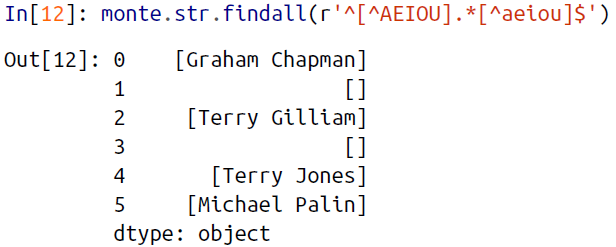 In[12]: monte.str.findall(r'^[^AEIOU].*[^aeiou]$')
Out[12]: 0 [Graham Chapman]
1 []
2 [Terry Gilliam]
3 []
4 [Terry Jones]
5 [Michael Palin]
dtype: object